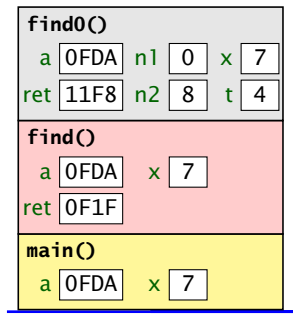 find0()
a 0FDA n1 0 x 7
ret 11F8 n2 8 t 4
find()
a 0FDA x 7
ret 0F1F
main()
a 0FDA x 7